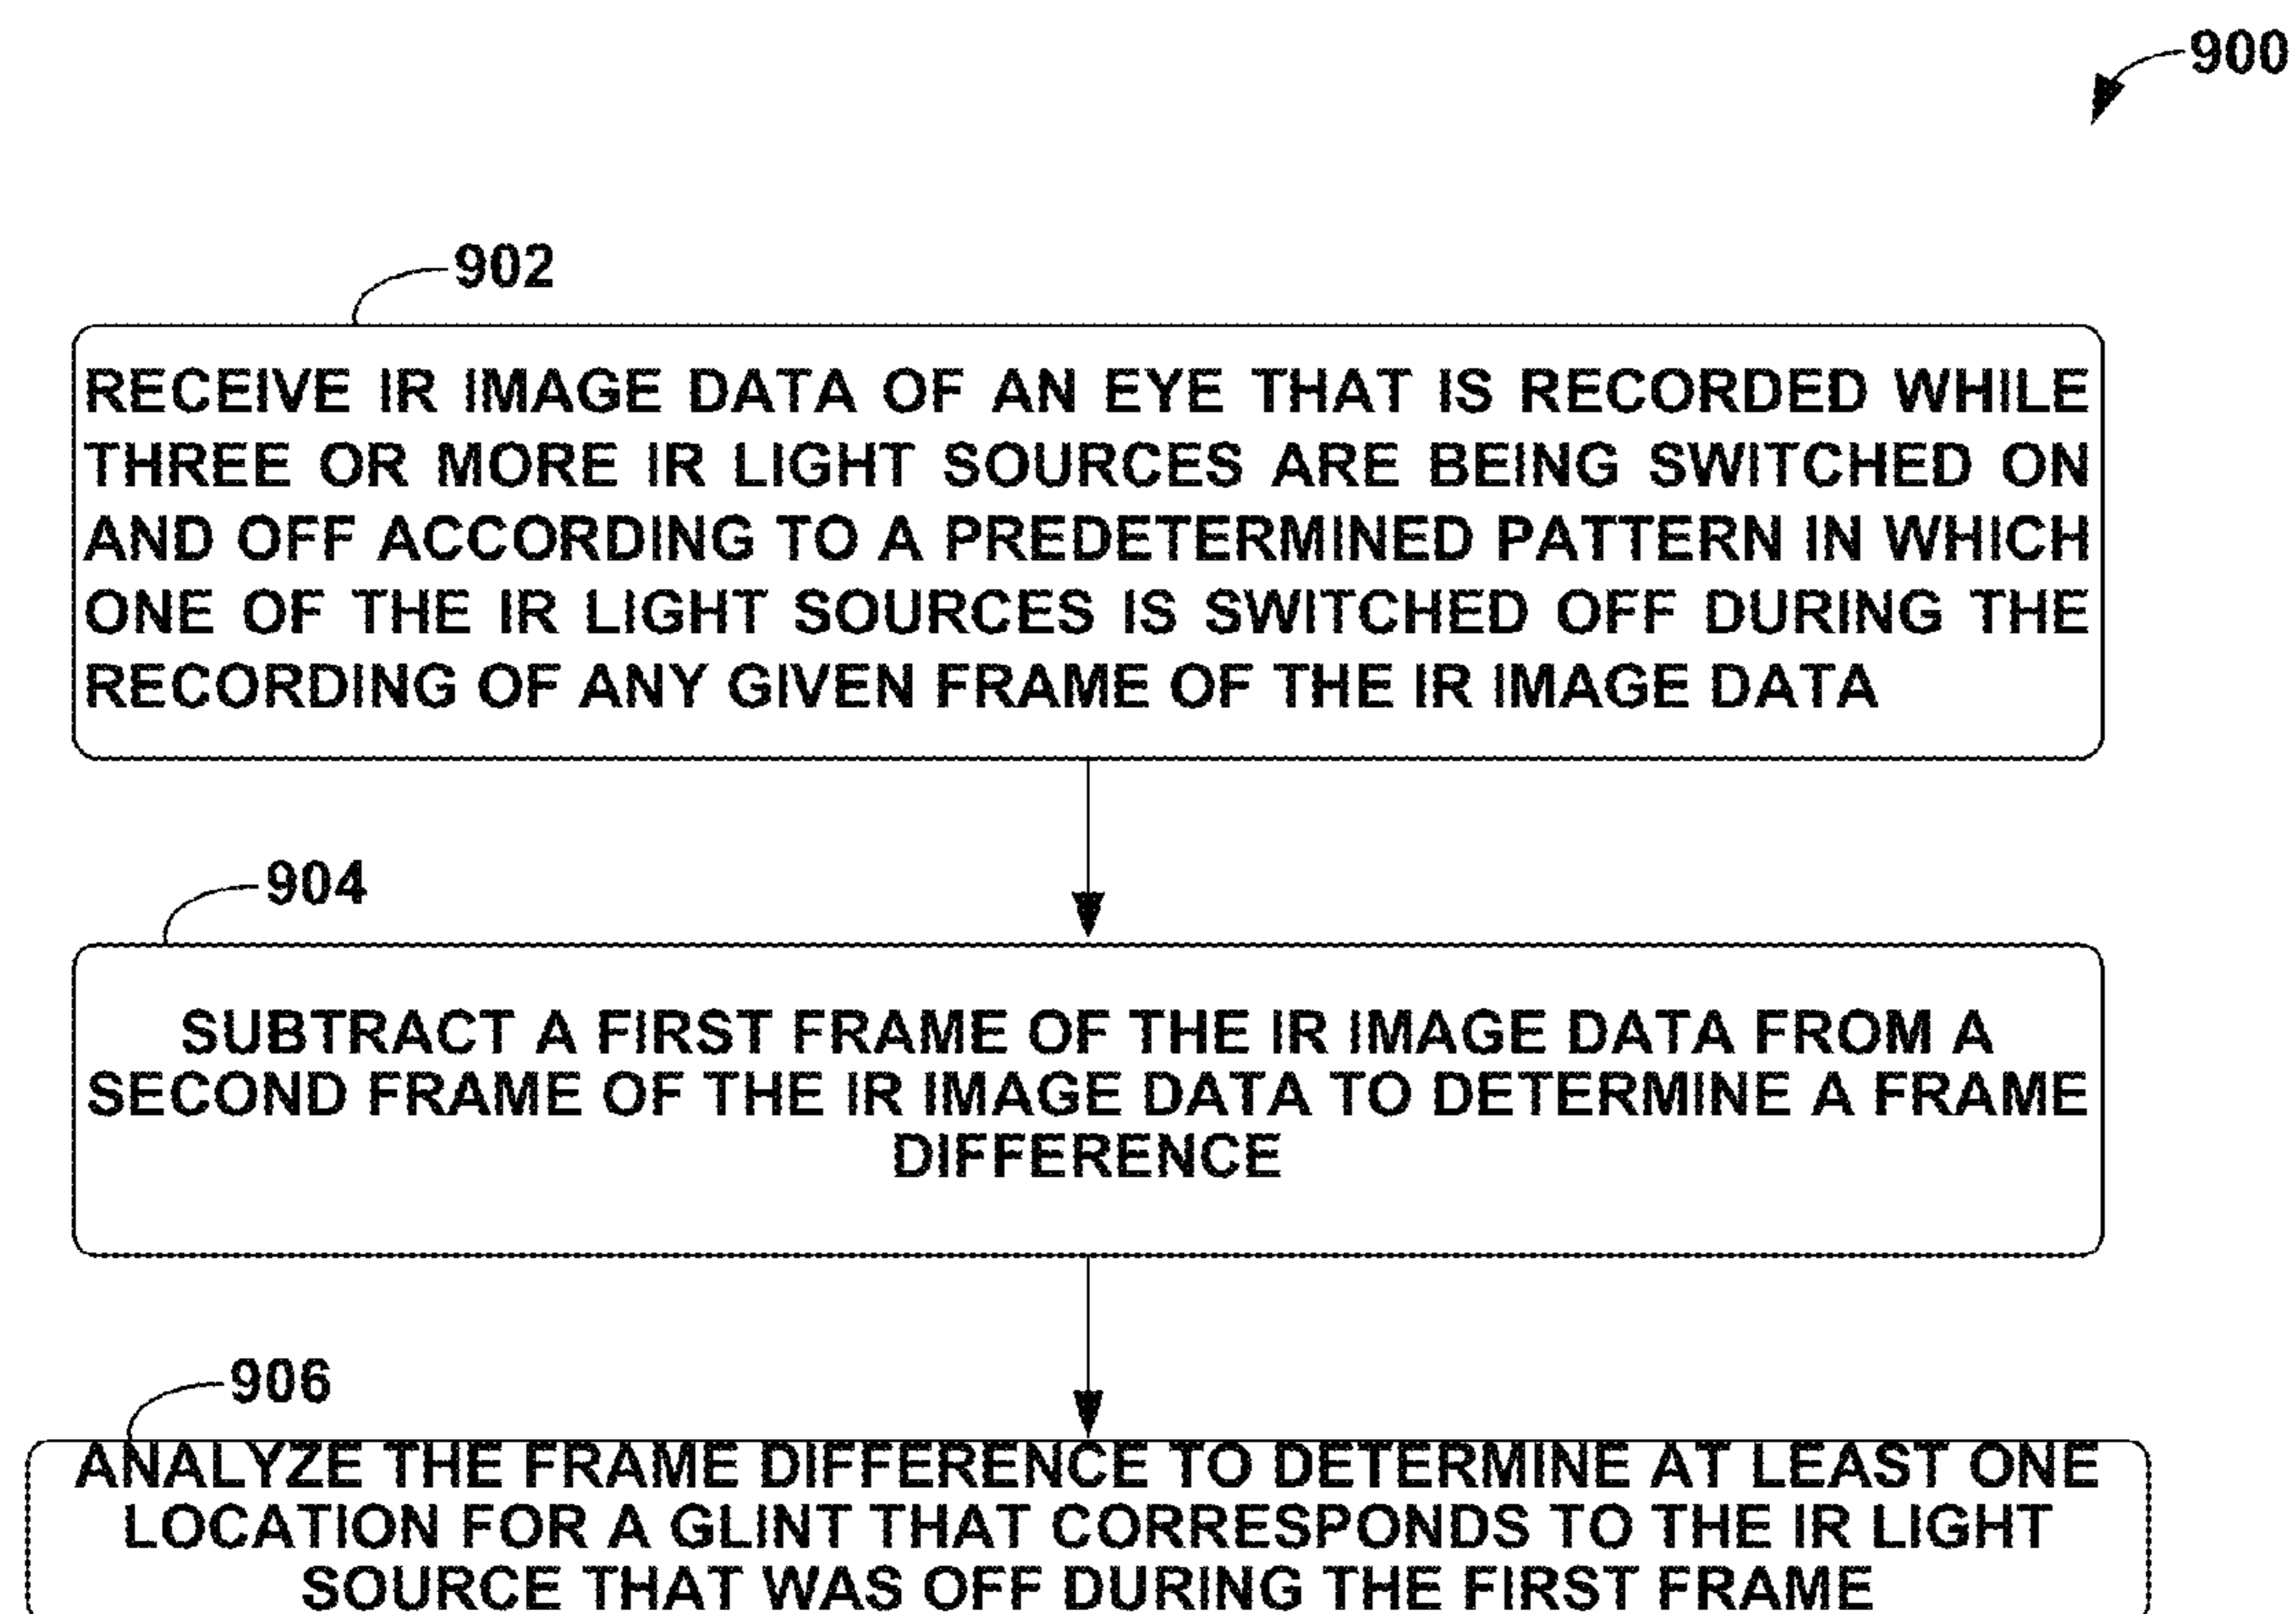 900
902
RECEIVE IR IMAGE DATA OF AN EYE THAT IS RECORDED WHILE
THREE OR MORE IR LIGHT SOURCES ARE BEING SWITCHED ON
AND OFF ACCORDING TO A PREDETERMINED PATTERN IN WHICH
ONE OF THE IR LIGHT SOURCES IS SWITCHED OFF DURING THE
RECORDING OF ANY GIVEN FRAME OF THE IR IMAGE DATA
904
SUBTRACT A FIRST FRAME OF THE IR IMAGE DATA FROM A
SECOND FRAME OF THE IR IMAGE DATA TO DETERMINE A FRAME
DIFFERENCE
906
ANALYZE THE FRAME DIFFERENCE TO DETERMINE AT LEAST ONE
LOCATION FOR A GLINT THAT CORRESPONDS TO THE IR LIGHT
SOURCE THAT WAS OFF DURING THE FIRST FRAME